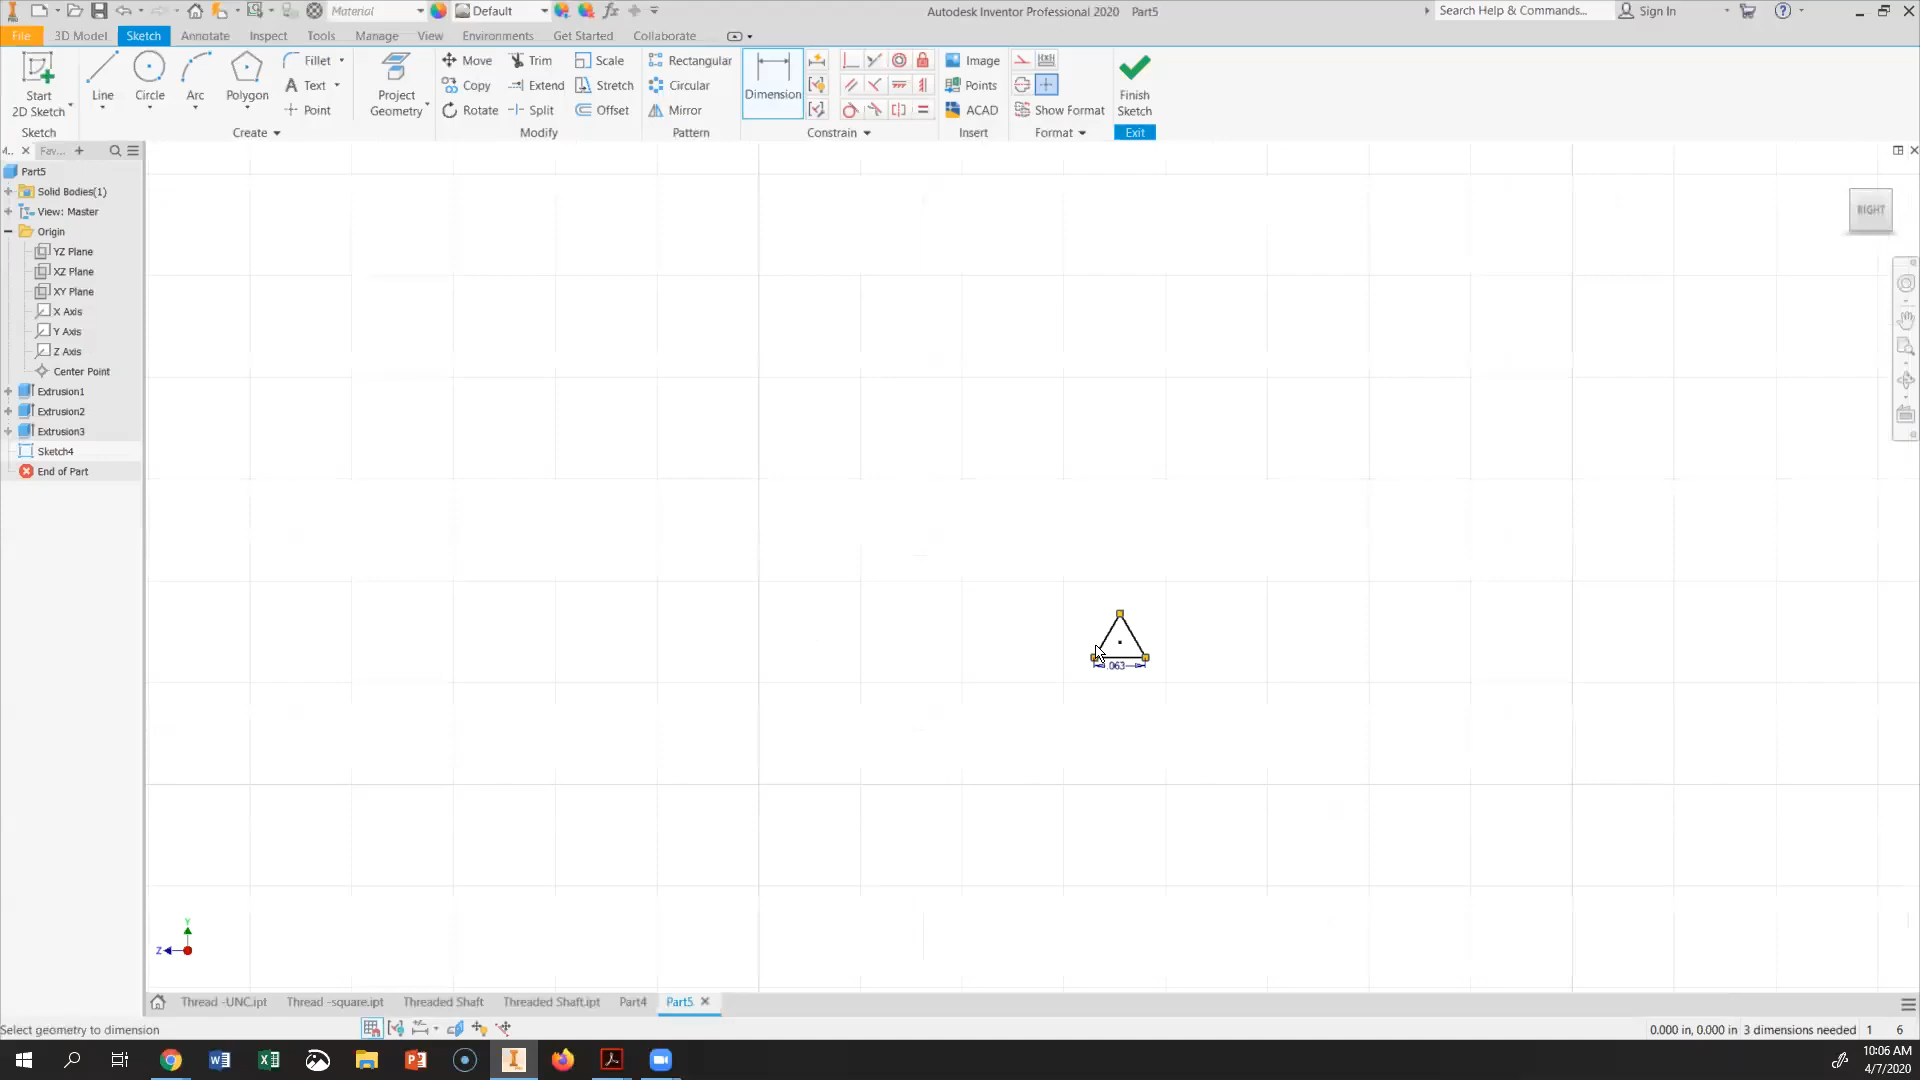 Material Default Autodesk Inventor Professional 2020 Part5 Search Help & Commands... Sign In
File 3D Model Sketch Annotate Inspect Tools Manage View Environments Get Started Collaborate
Start 2D Sketch
Line
Circle
Arc
Polygon
Fillet
Text
Point
Project Geometry
Move Trim Scale
Copy Extend Stretch
Rotate Split Offset
Rectangular
Circular
Mirror
Dimension
Image
Points
ACAD
Show Format
Finish Sketch
Sketch Create Modify Pattern Constrain Insert Format Exit
Fav...
Part5
Solid Bodies(1)
View: Master
Origin
YZ Plane
XZ Plane
XY Plane
X Axis
Y Axis
Z Axis
Center Point
Extrusion1
Extrusion2
Extrusion3
Sketch4
End of Part
RIGHT
.063
Y
Z
Thread -UNC.ipt Thread -square.ipt Threaded Shaft Threaded Shaft.ipt Part4 Part5
Select geometry to dimension 0.000 in, 0.000 in 3 dimensions needed 1 6
10:06 AM
4/7/2020